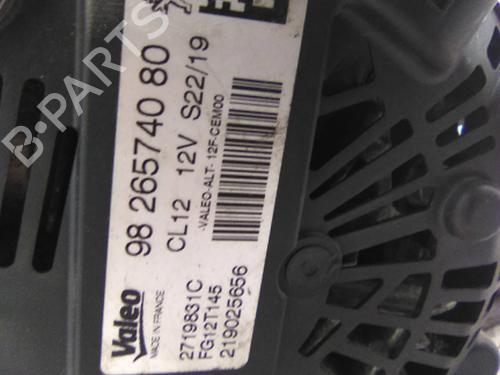 Valeo
MADE IN FRANCE
98 265740 80
CL12 12V S22/19
-VALEO-ALT- 12F-CEM00
2719831C
FG12T145
219025656
B-PARTS